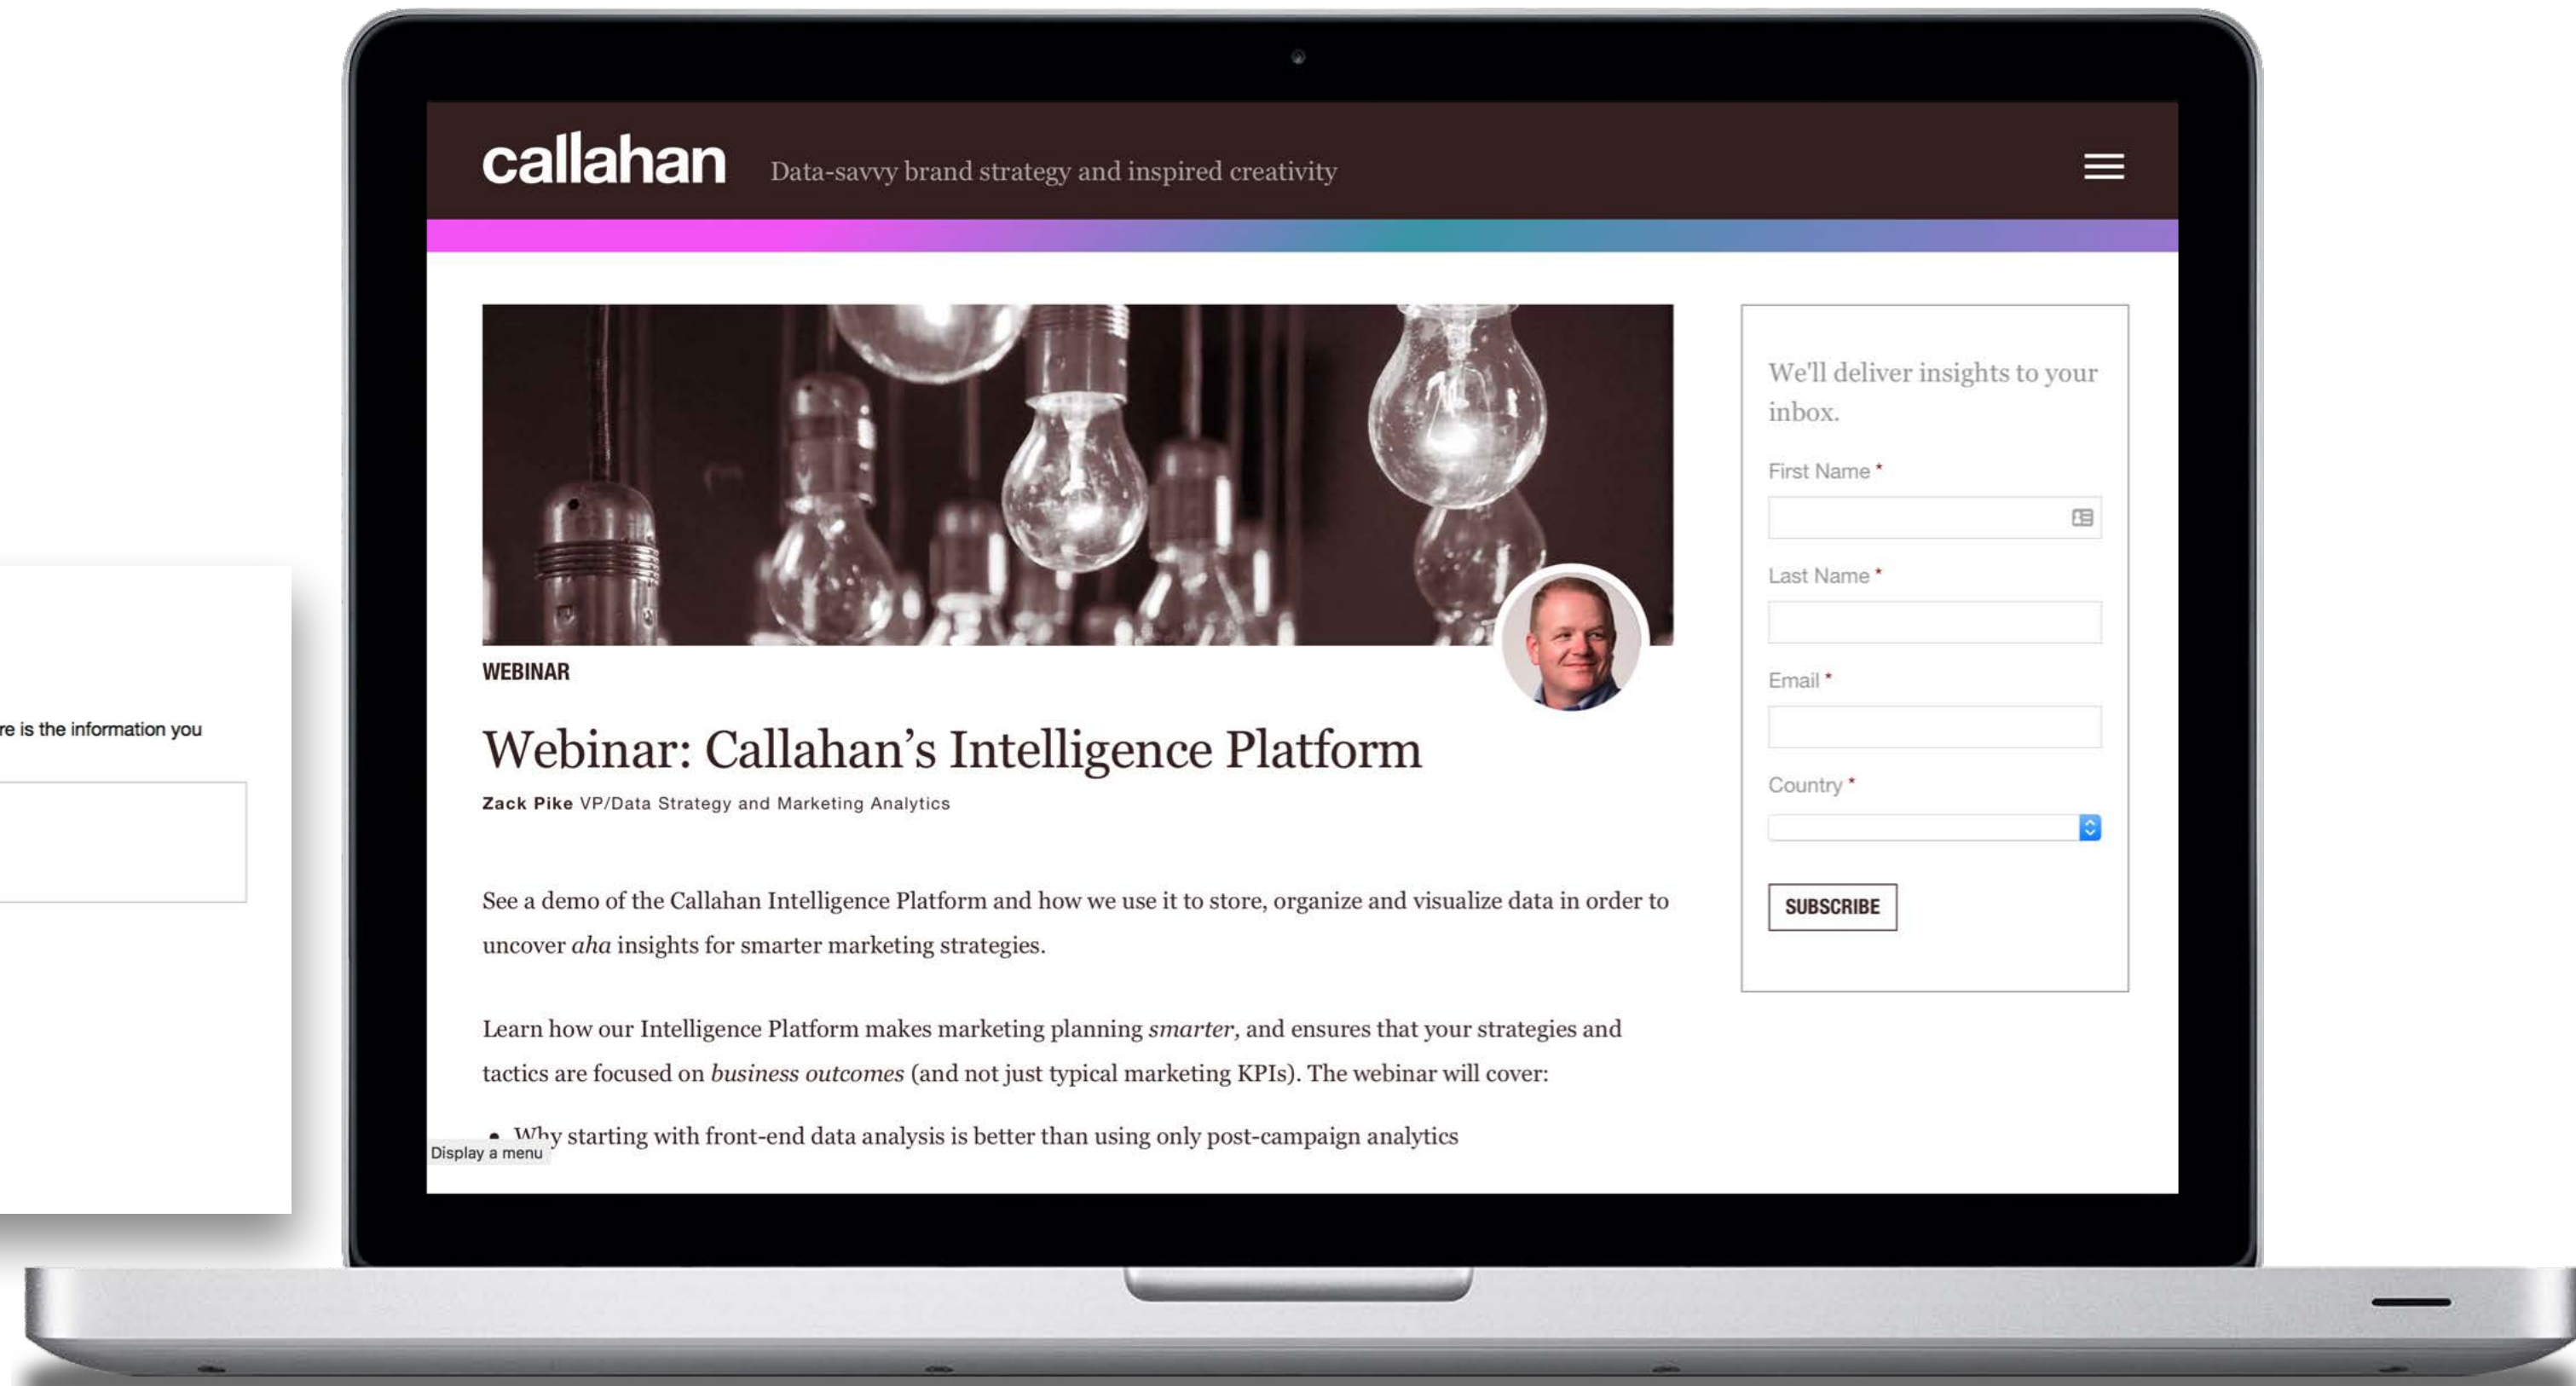 re is the information you
callahan
Data-savvy brand strategy and inspired creativity
WEBINAR
Webinar: Callahan’s Intelligence Platform
Zack Pike VP/Data Strategy and Marketing Analytics
See a demo of the Callahan Intelligence Platform and how we use it to store, organize and visualize data in order to
uncover aha insights for smarter marketing strategies.
Learn how our Intelligence Platform makes marketing planning smarter, and ensures that your strategies and
tactics are focused on business outcomes (and not just typical marketing KPIs). The webinar will cover:
• Why starting with front-end data analysis is better than using only post-campaign analytics
Display a menu
We'll deliver insights to your
inbox.
First Name *
Last Name *
Email *
Country *
SUBSCRIBE